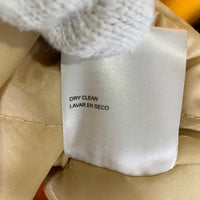 DRY CLEAN
LAVAR EN SECO